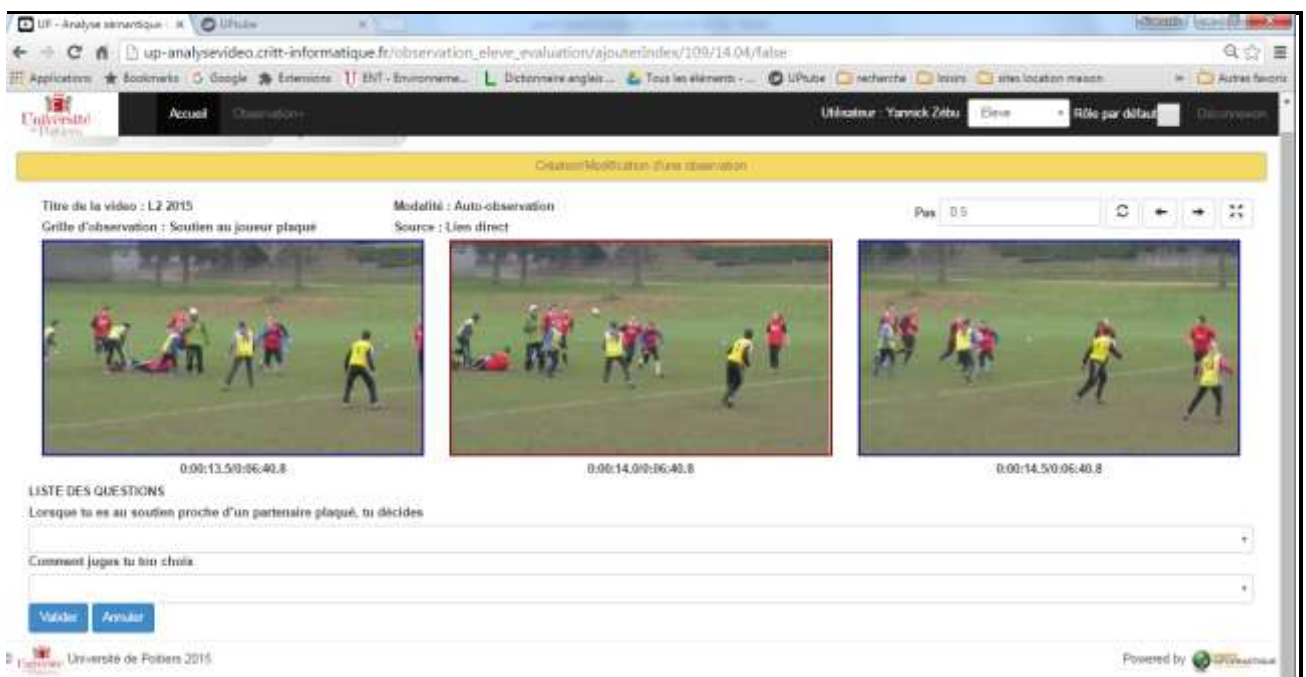 UP - Analyse sémantique
UPtube
up-analysevideo.critt-informatique.fr/observation_eleve_evaluation/ajouterIndex/109/14.04/false
Applications Bookmarks Google Extensions ENT - Environneme... Dictionnaire anglais ... Tous les éléments - ... UPtube recherche loisirs sites location maison » Autres favoris
Université
Accueil Observation Utilisateur : Yannick Zébu Eleve Rôle par défaut Déconnexion
Création/Modification d'une observation
Titre de la video : L2 2015 Modalité : Auto-observation Pas 0.5
Grille d'observation : Soutien au joueur plaqué Source : Lien direct
0:00:13.5/0:06:40.8 0:00:14.0/0:06:40.8 0:00:14.5/0:06:40.8
LISTE DES QUESTIONS
Lorsque tu es au soutien proche d'un partenaire plaqué, tu décides
Comment juges tu ton choix
Valider Annuler
Université de Poitiers 2015 Powered by